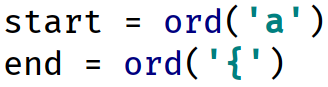 start = ord('a')
end = ord('{')